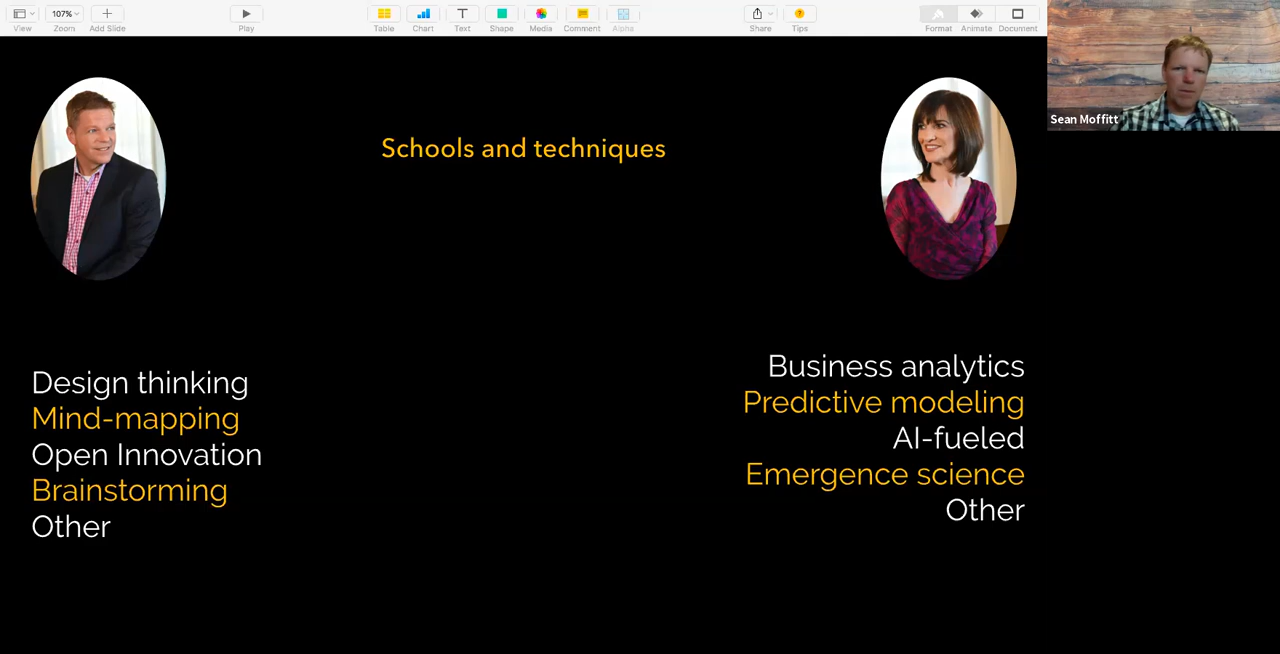 107%
View
Zoom
Add Slide
Play
Table
Chart
Text
Shape
Media
Comment
Alpha
Share
Tips
Format
Animate
Document
Sean Moffitt
Schools and techniques
Design thinking
Mind-mapping
Open Innovation
Brainstorming
Other
Business analytics
Predictive modeling
AI-fueled
Emergence science
Other